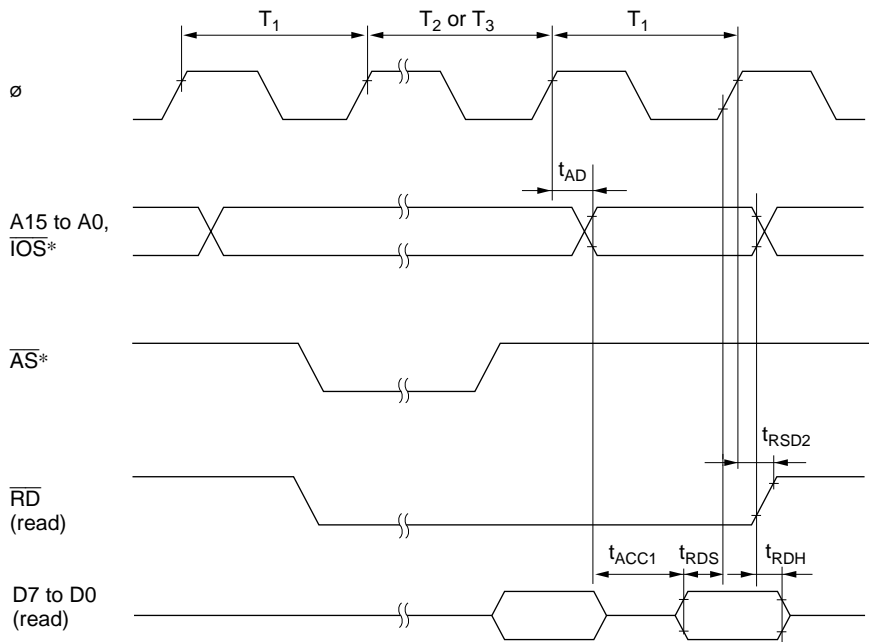 T1
T2 or T3
T1
ø
tAD
A15 to A0,
IOS*
AS*
tRSD2
RD
(read)
tACC1
tRDS
tRDH
D7 to D0
(read)